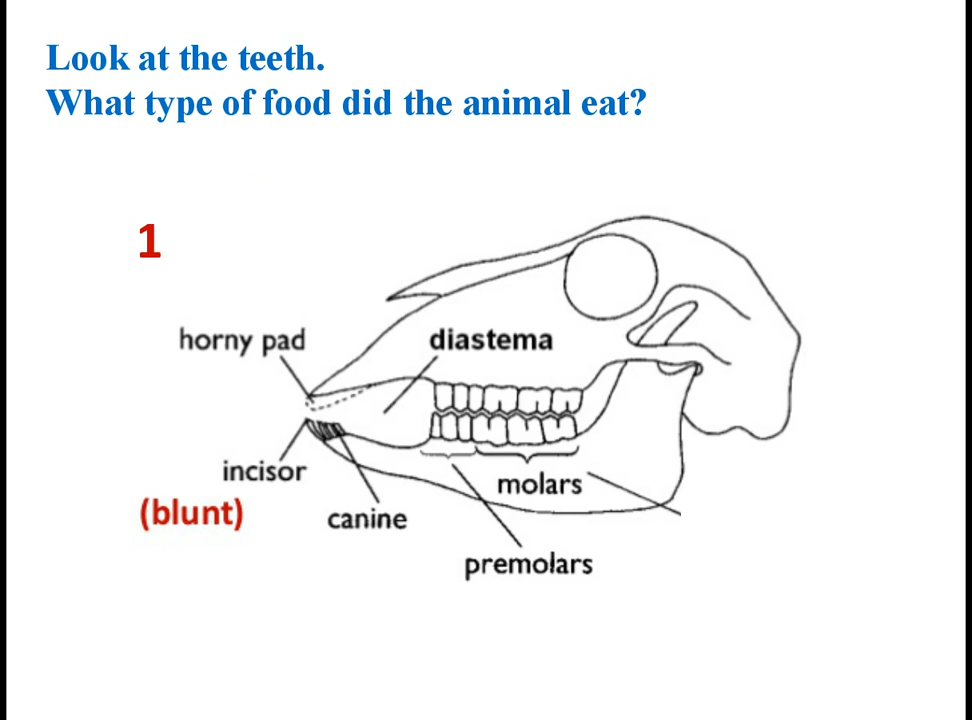 Look at the teeth.
What type of food did the animal eat?
1
horny pad
diastema
incisor
(blunt)
canine
molars
premolars